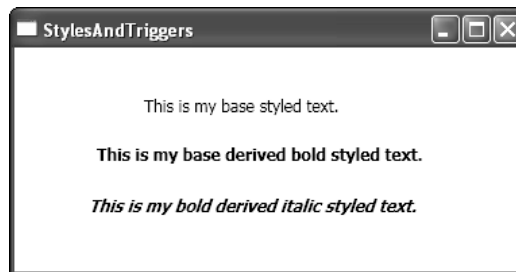 StylesAndTriggers
This is my base styled text.
This is my base derived bold styled text.
This is my bold derived italic styled text.